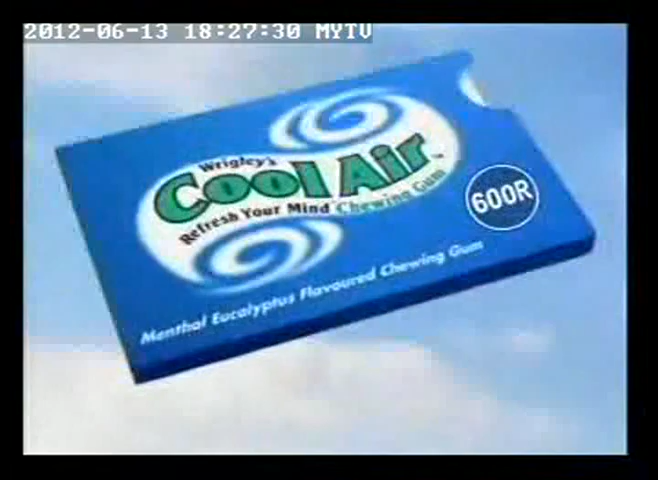 2012-06-13 18:27:30 MYTV
Wrigley's
Cool Air™
Refresh Your Mind Chewing Gum
600R
Menthol Eucalyptus Flavoured Chewing Gum